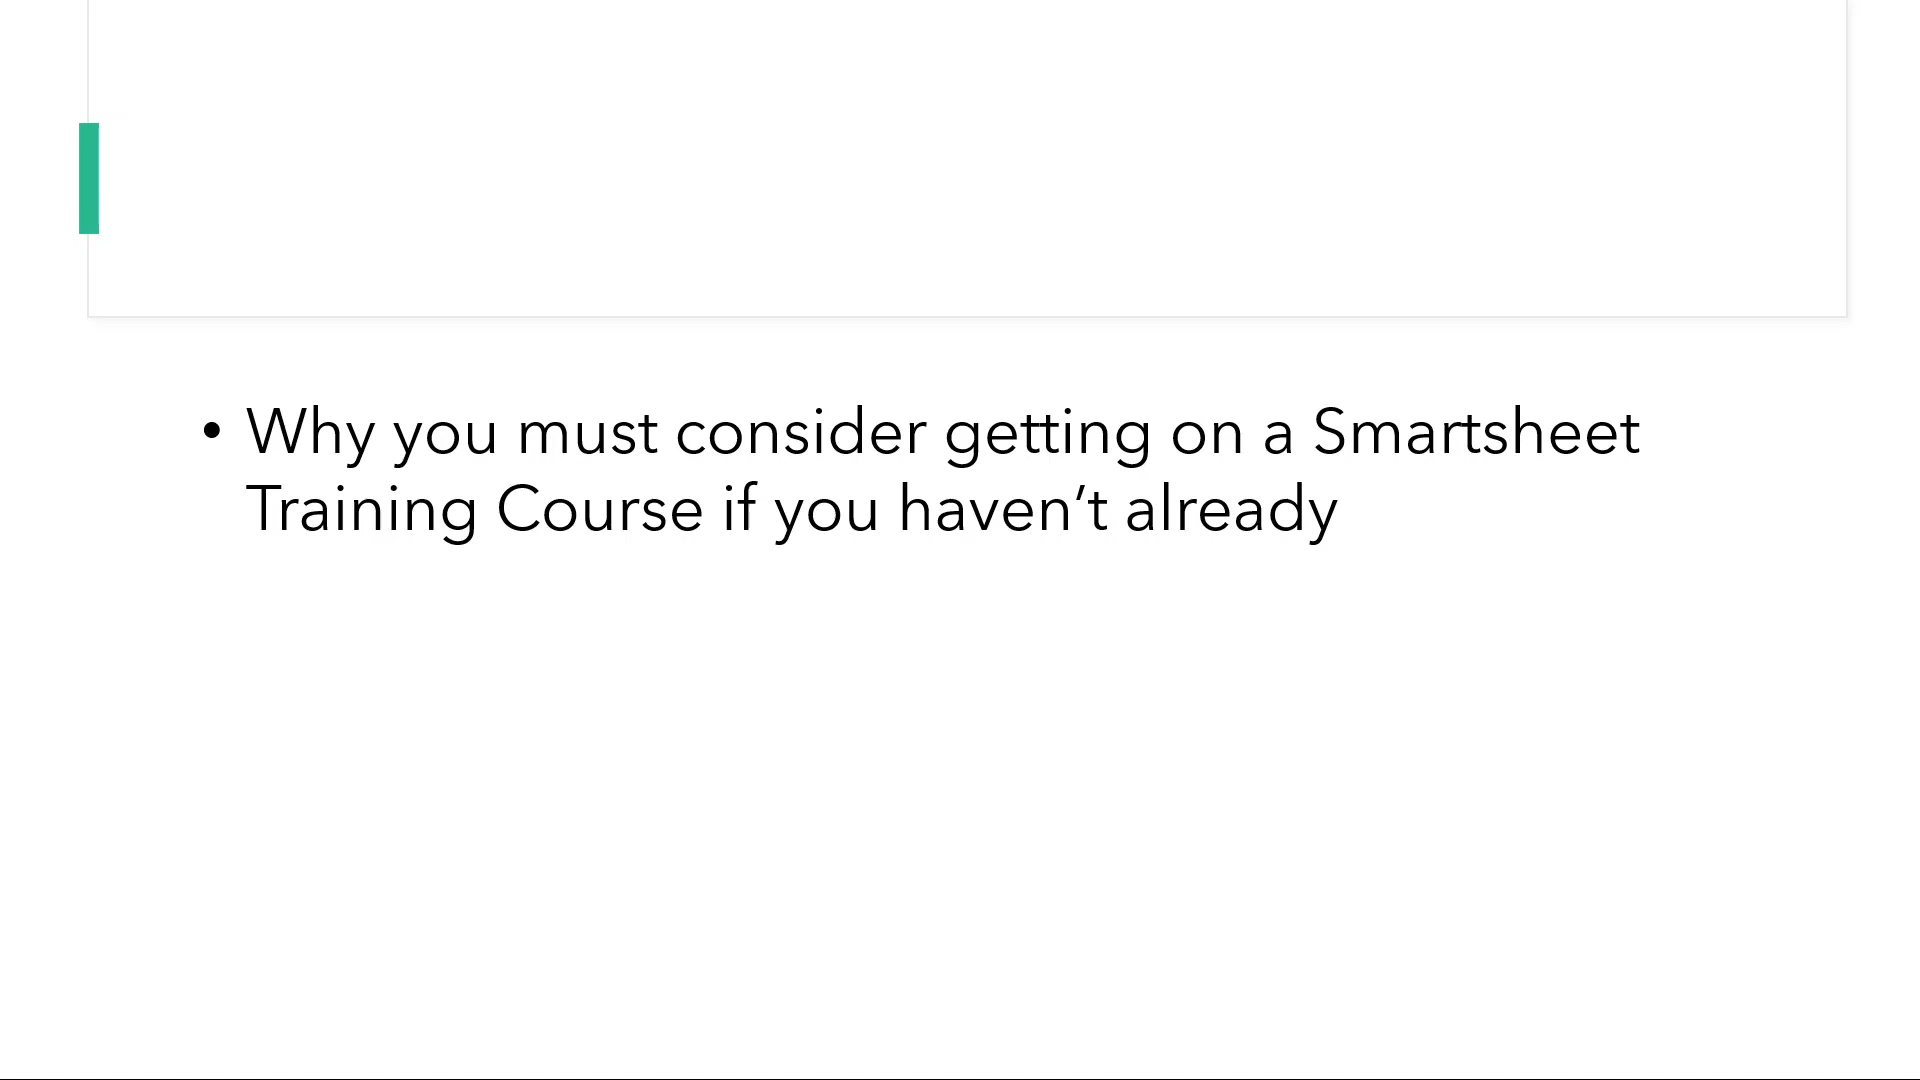 • Why you must consider getting on a Smartsheet
Training Course if you haven’t already